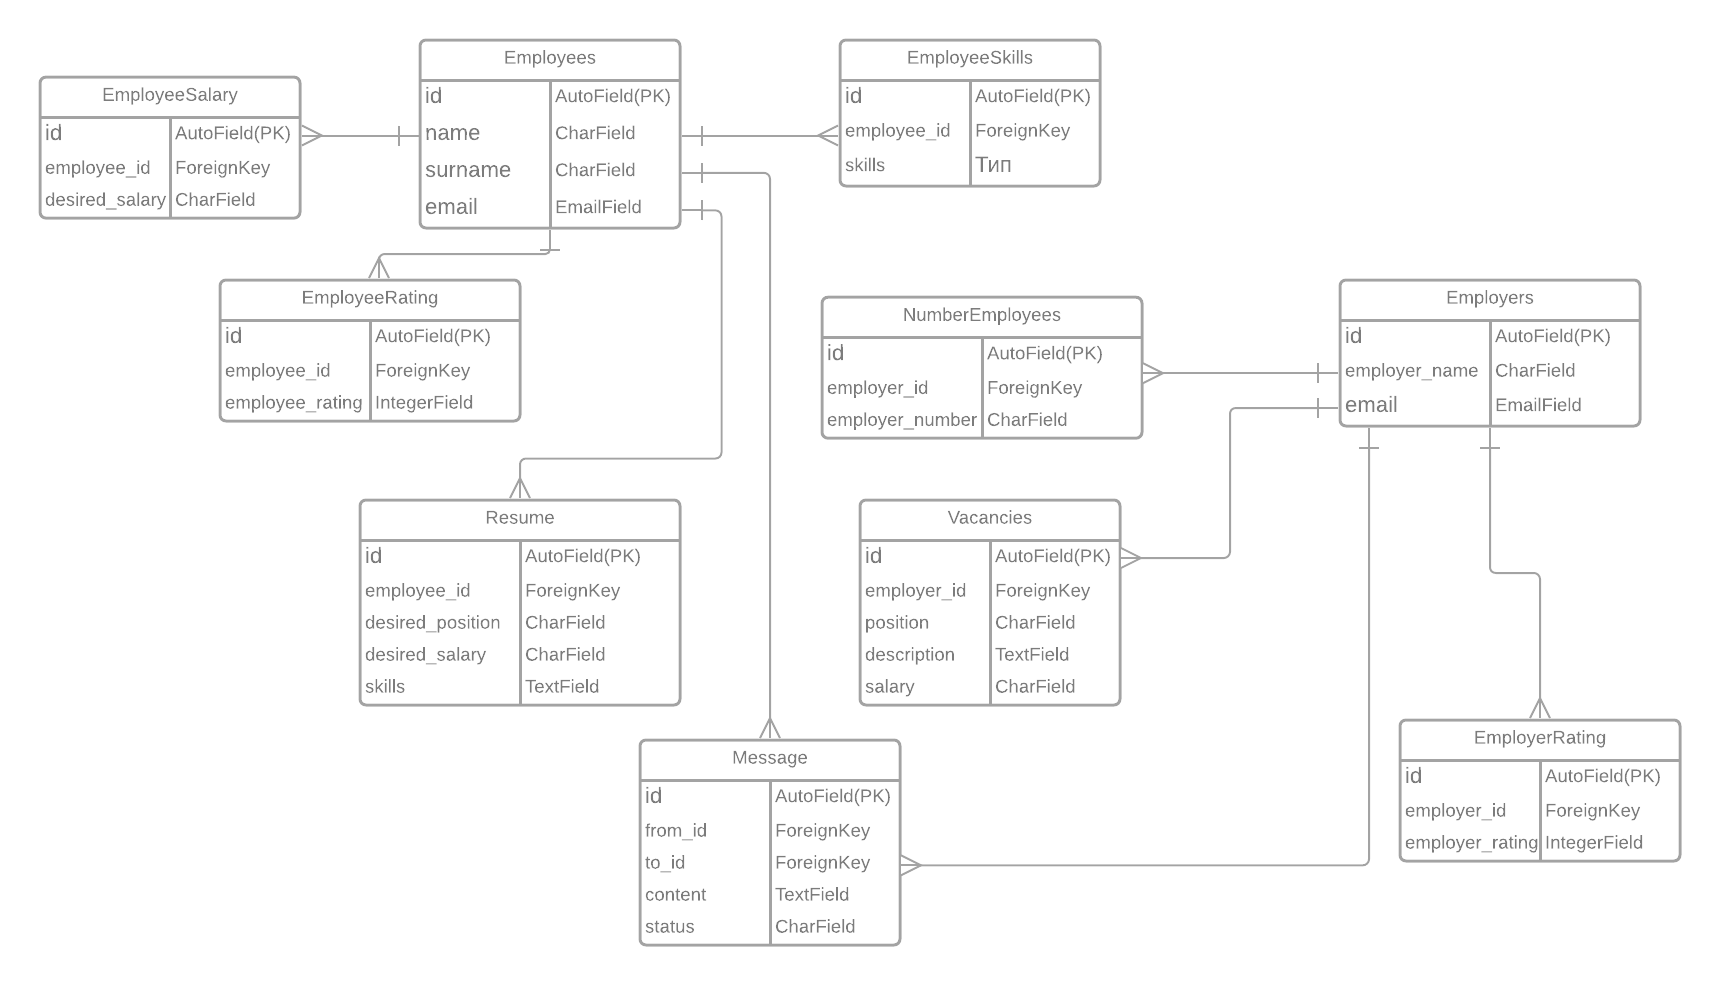 Employees
id AutoField(PK)
name CharField
surname CharField
email EmailField
EmployeeSkills
id AutoField(PK)
employee_id ForeignKey
skills Тип
EmployeeSalary
id AutoField(PK)
employee_id ForeignKey
desired_salary CharField
EmployeeRating
id AutoField(PK)
employee_id ForeignKey
employee_rating IntegerField
NumberEmployees
id AutoField(PK)
employer_id ForeignKey
employer_number CharField
Employers
id AutoField(PK)
employer_name CharField
email EmailField
Resume
id AutoField(PK)
employee_id ForeignKey
desired_position CharField
desired_salary CharField
skills TextField
Vacancies
id AutoField(PK)
employer_id ForeignKey
position CharField
description TextField
salary CharField
Message
id AutoField(PK)
from_id ForeignKey
to_id ForeignKey
content TextField
status CharField
EmployerRating
id AutoField(PK)
employer_id ForeignKey
employer_rating IntegerField